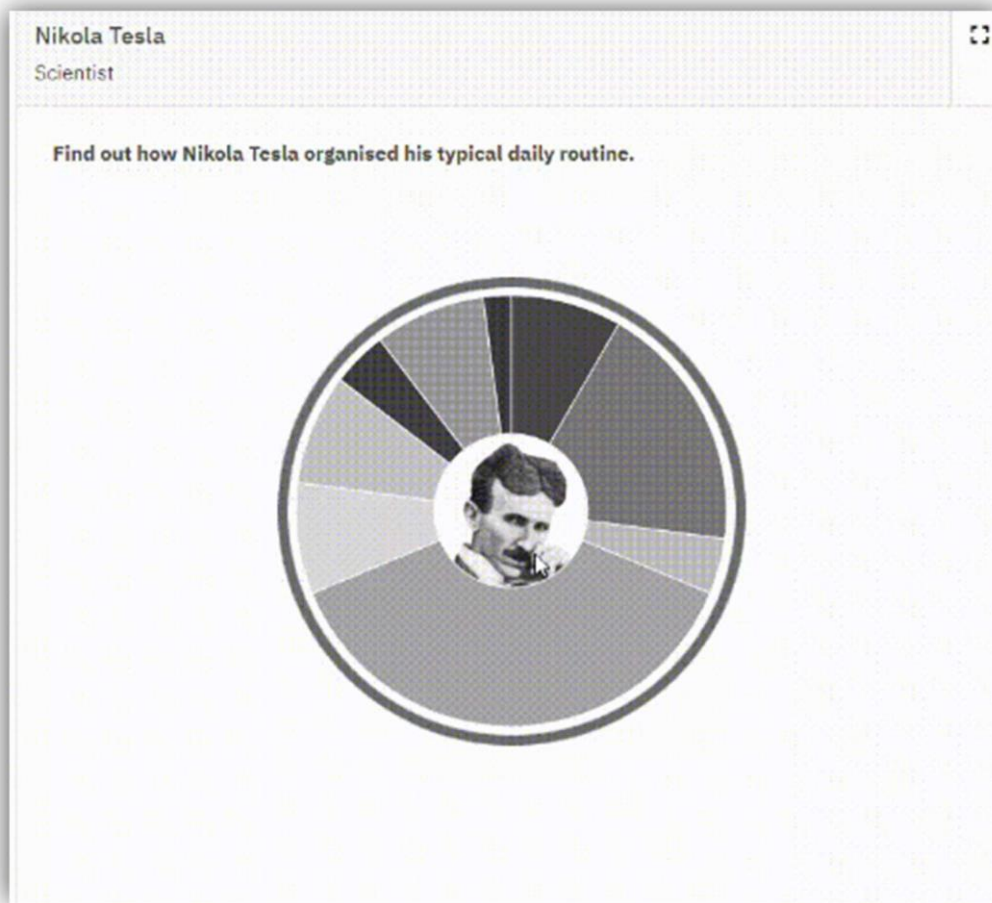 Nikola Tesla
Scientist
Find out how Nikola Tesla organised his typical daily routine.